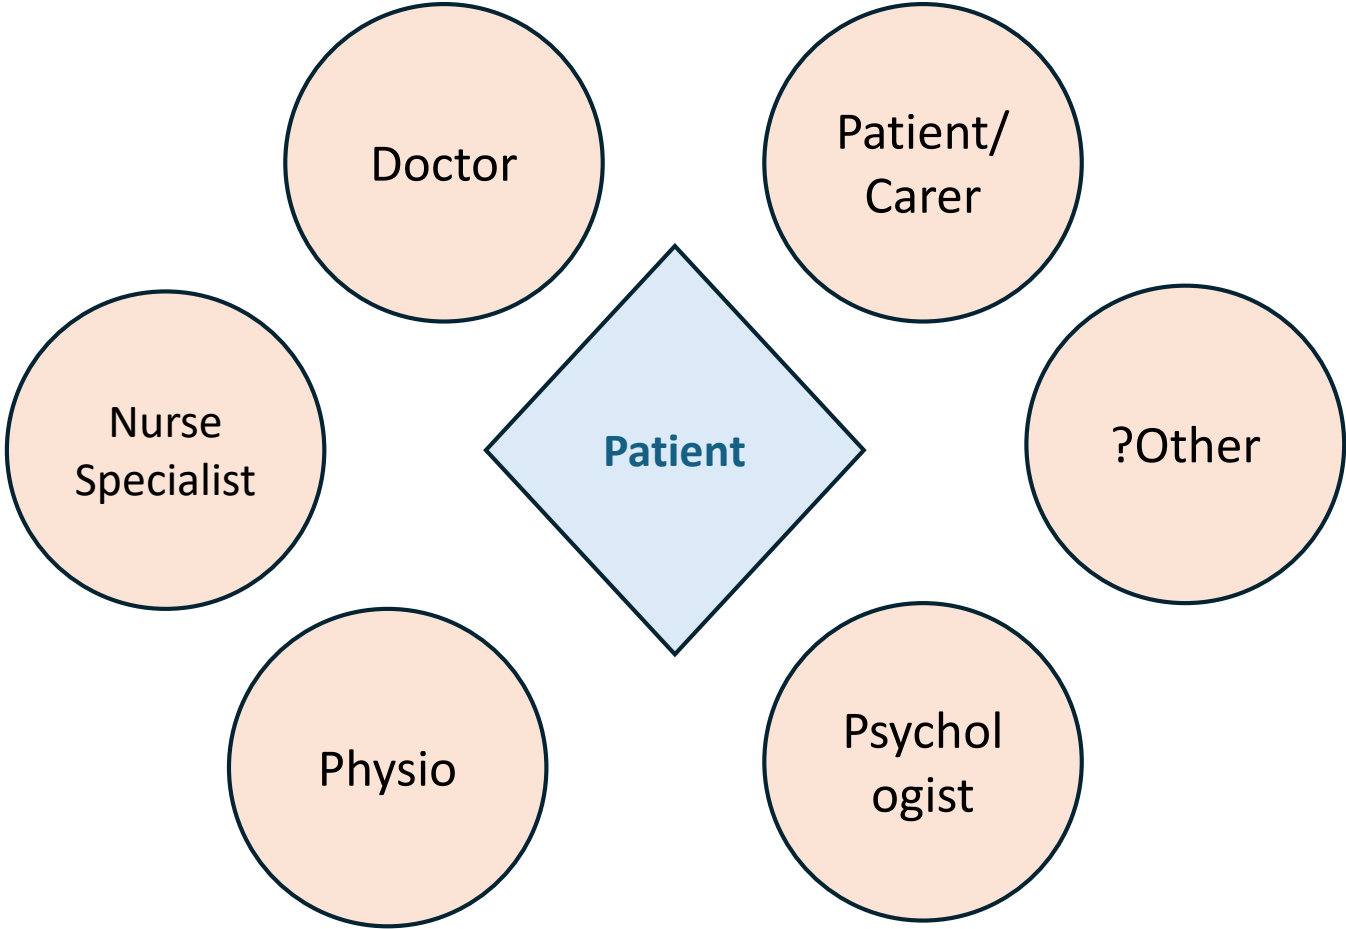 Doctor
Patient/
Carer
Nurse
Specialist
Patient
?Other
Physio
Psychol
ogist